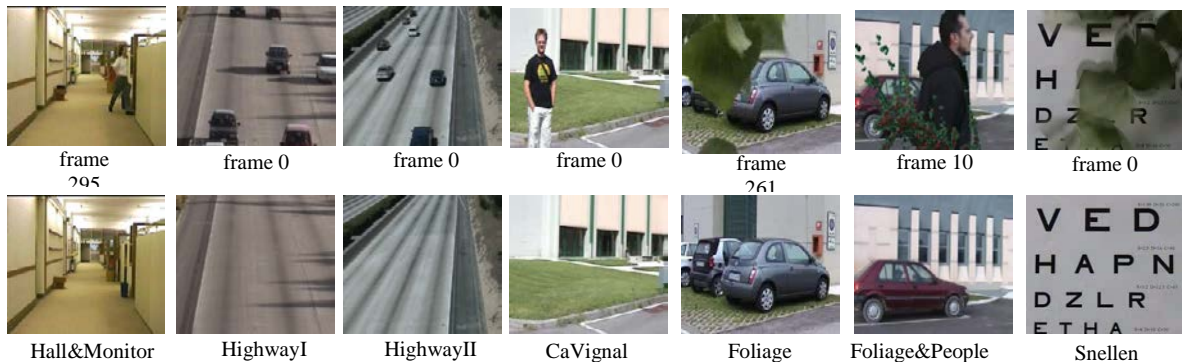 V E D
H
D Z L R
E
frame
295
frame 0
frame 0
frame 0
frame
261
frame 10
frame 0
V E D
H A P N
D Z L R
E T H A
Hall&Monitor
HighwayI
HighwayII
CaVignal
Foliage
Foliage&People
Snellen